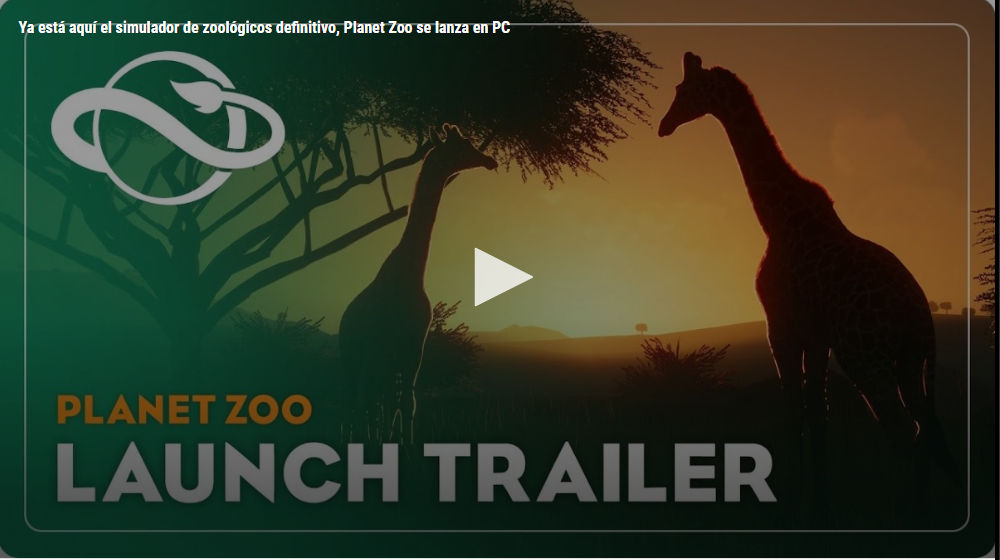 Ya está aquí el simulador de zoológicos definitivo, Planet Zoo se lanza en PC
PLANET ZOO
LAUNCH TRAILER